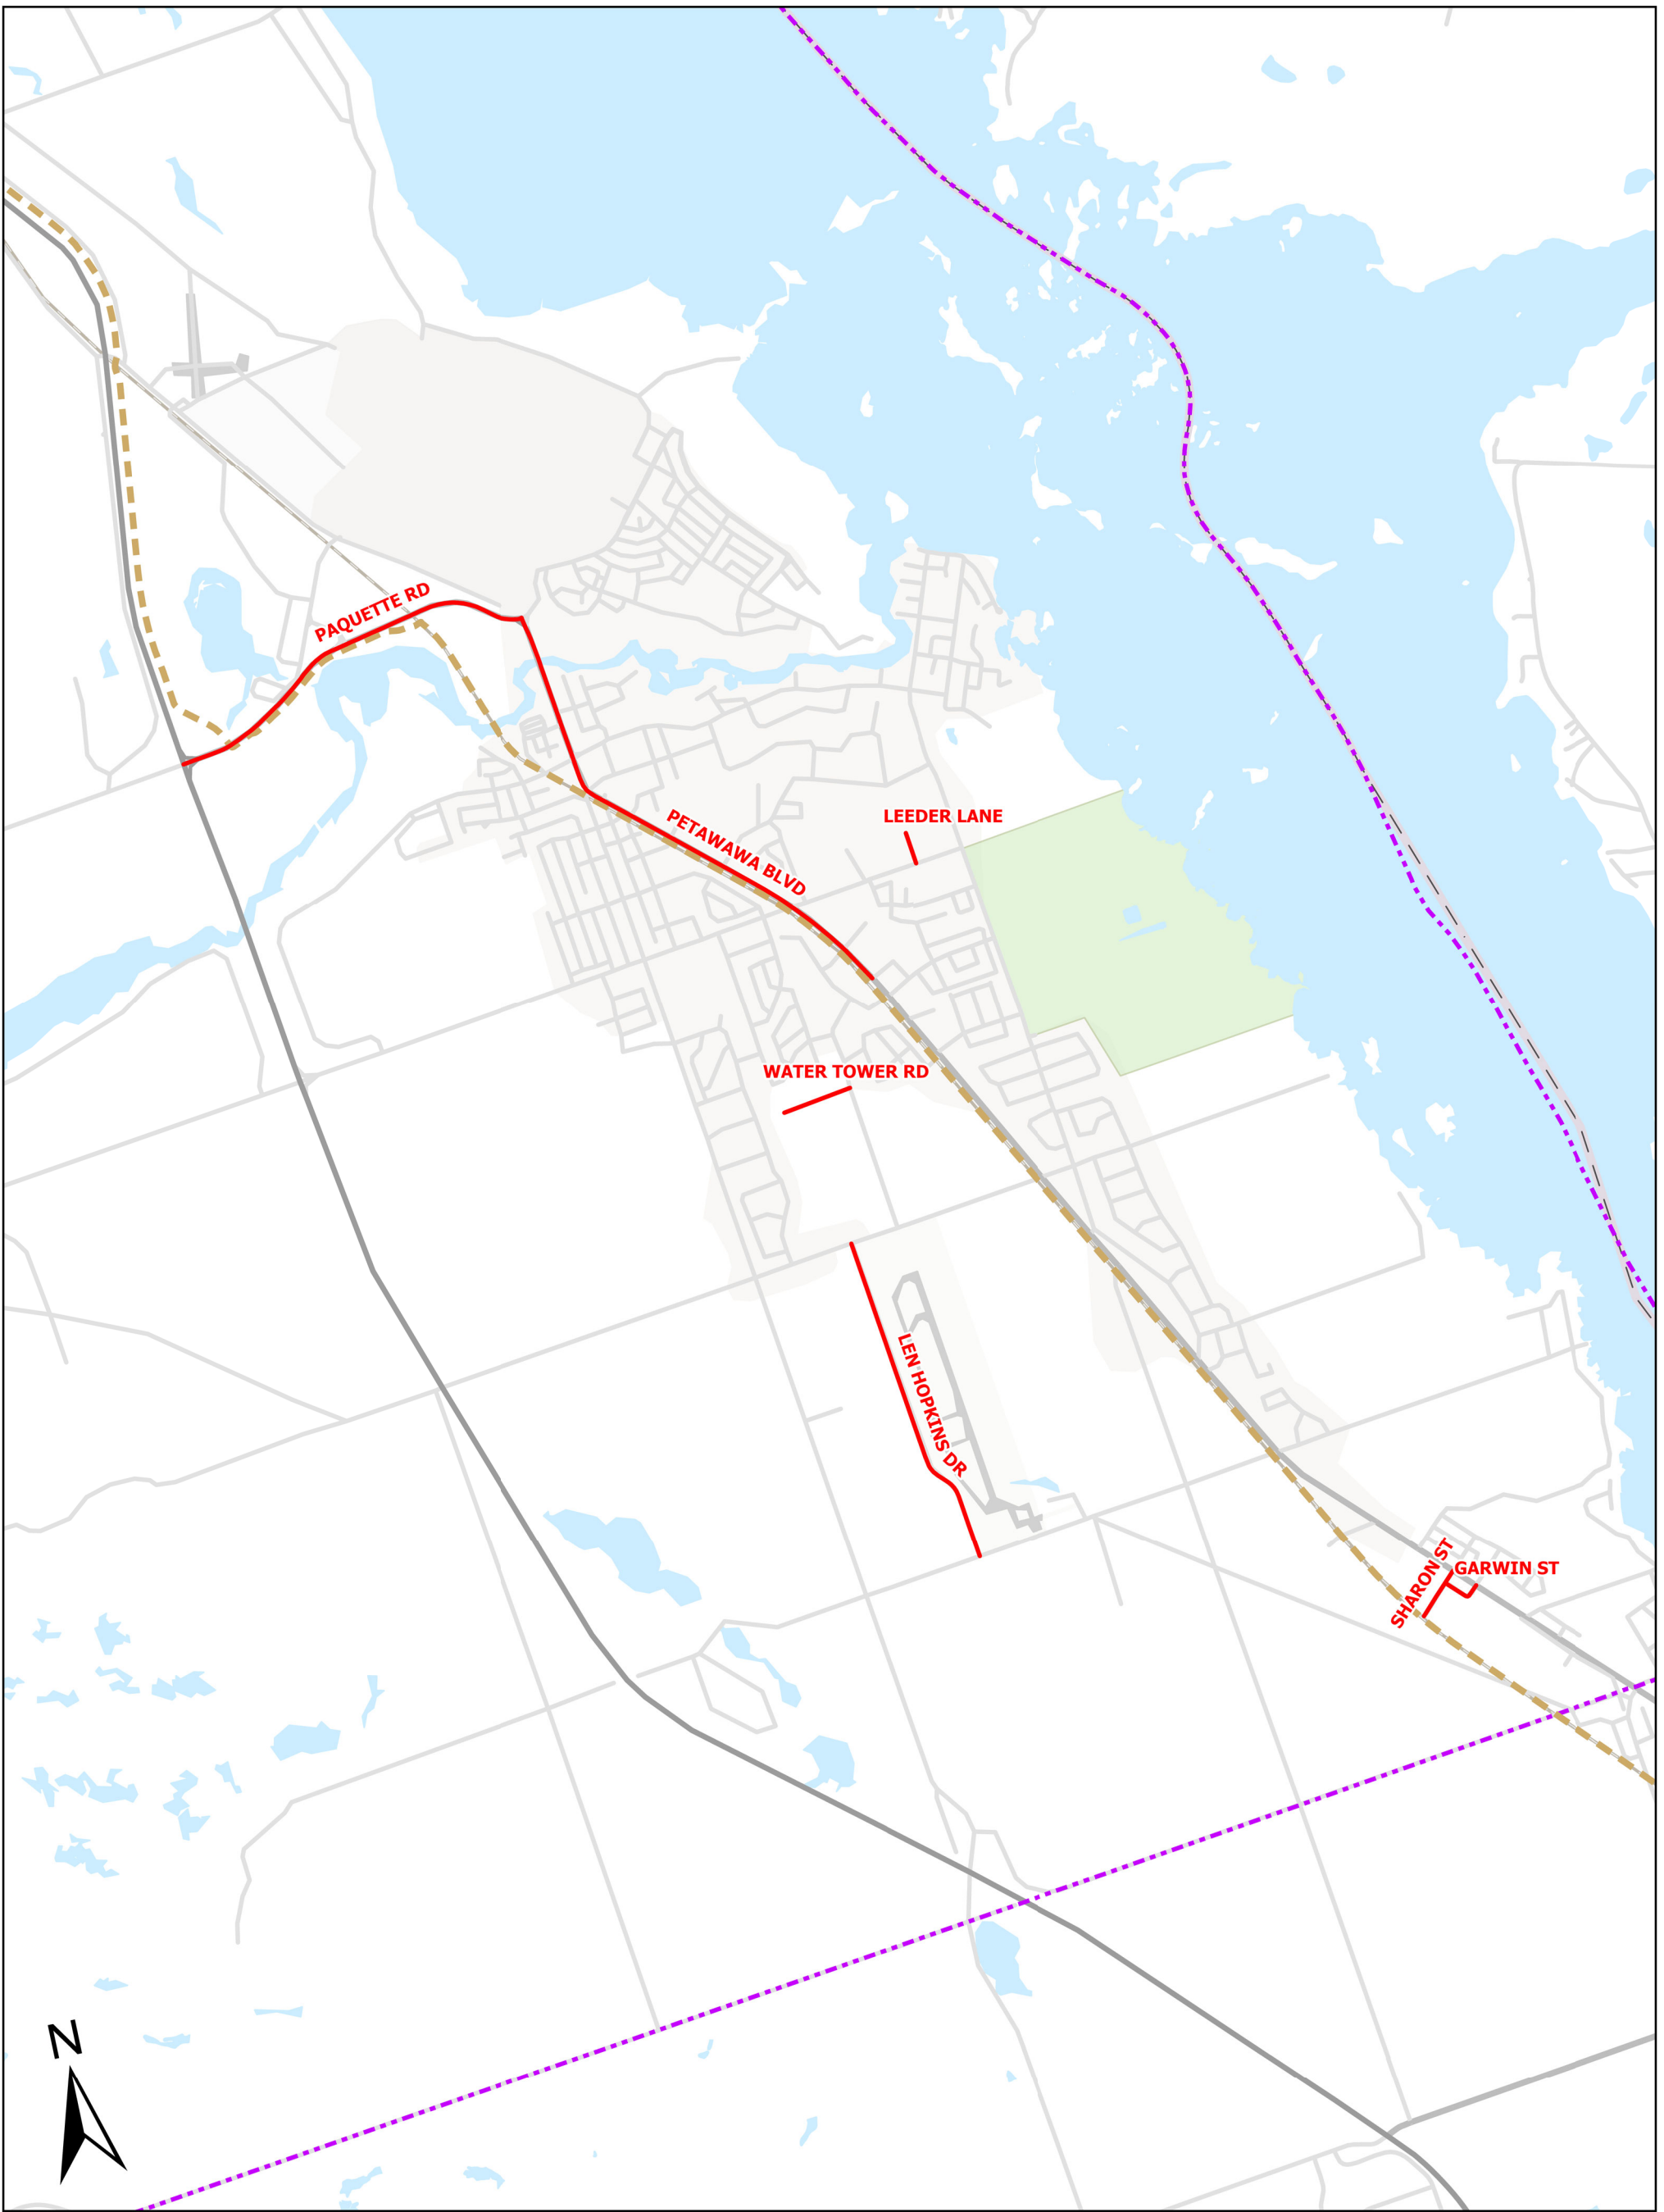 PAQUETTE RD
PETAWAWA BLVD
LEEDER LANE
WATER TOWER RD
LEN HOPKINS DR
SHARON ST
GARWIN ST
N